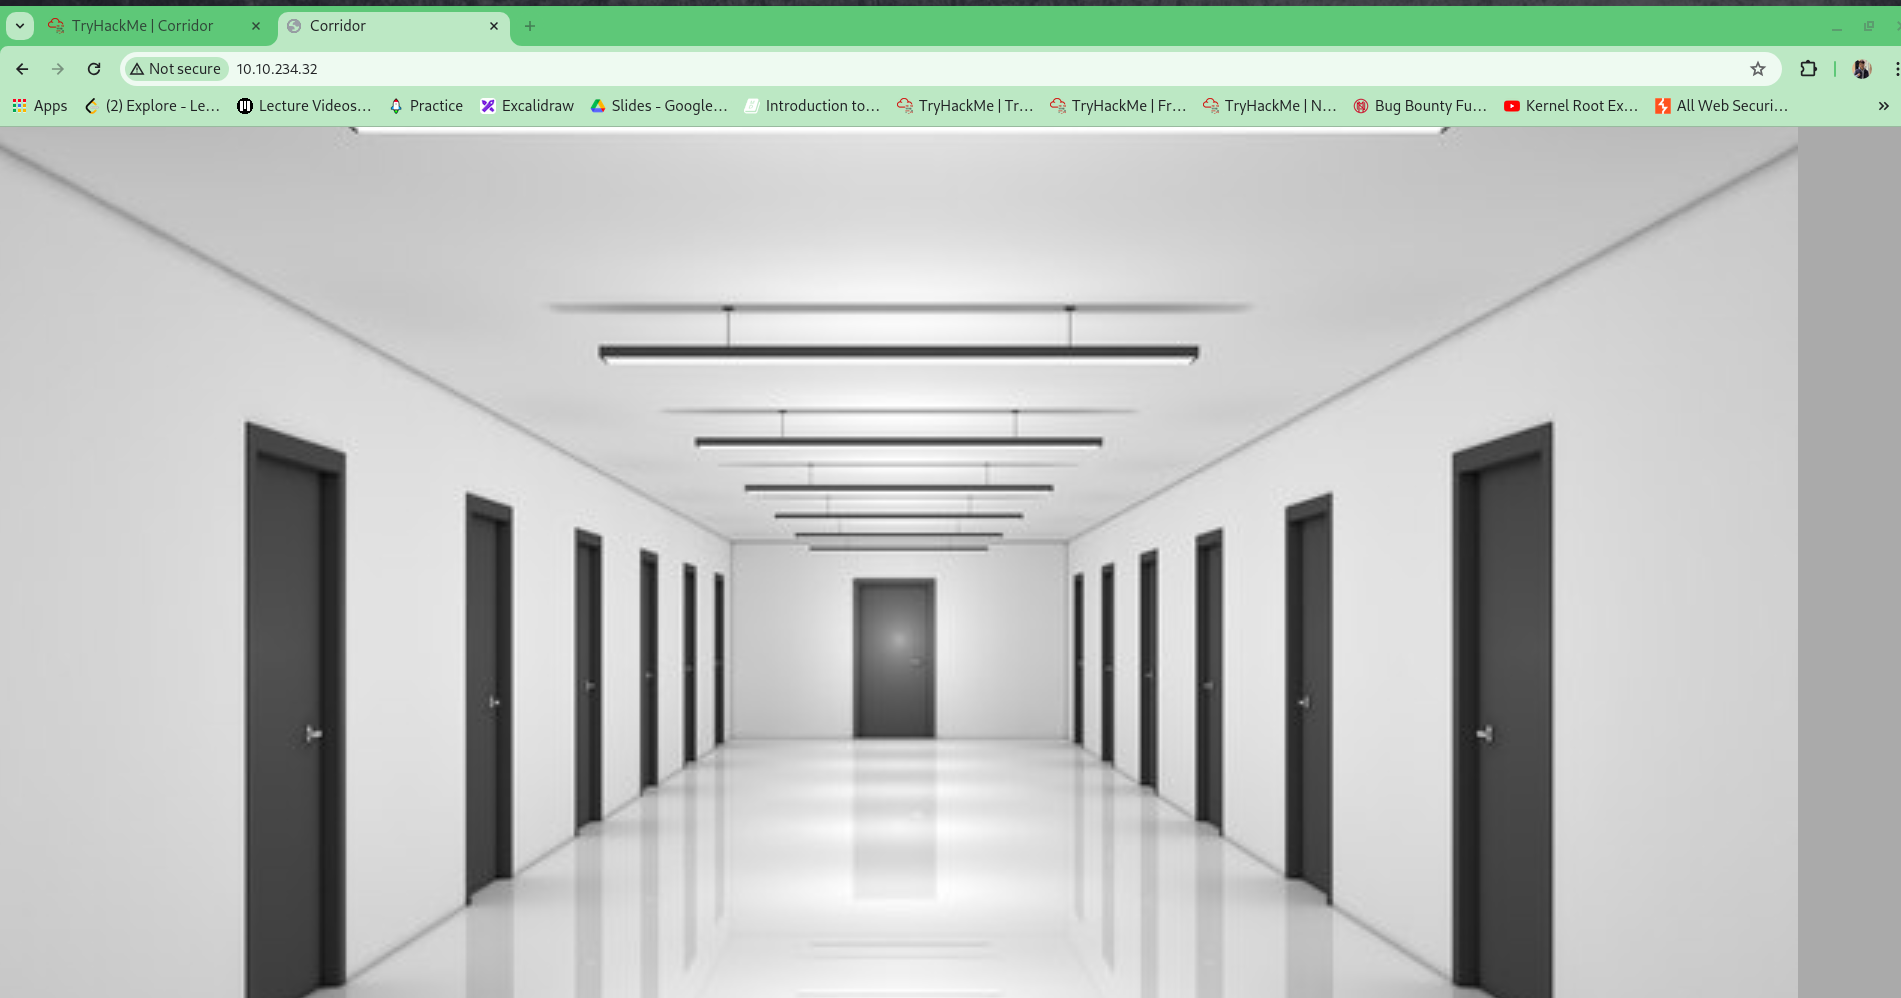 TryHackMe | Corridor
Corridor
Not secure
10.10.234.32
Apps
(2) Explore - Le...
Lecture Videos...
Practice
Excalidraw
Slides - Google...
Introduction to...
TryHackMe | Tr...
TryHackMe | Fr...
TryHackMe | N...
Bug Bounty Fu...
Kernel Root Ex...
All Web Securi...